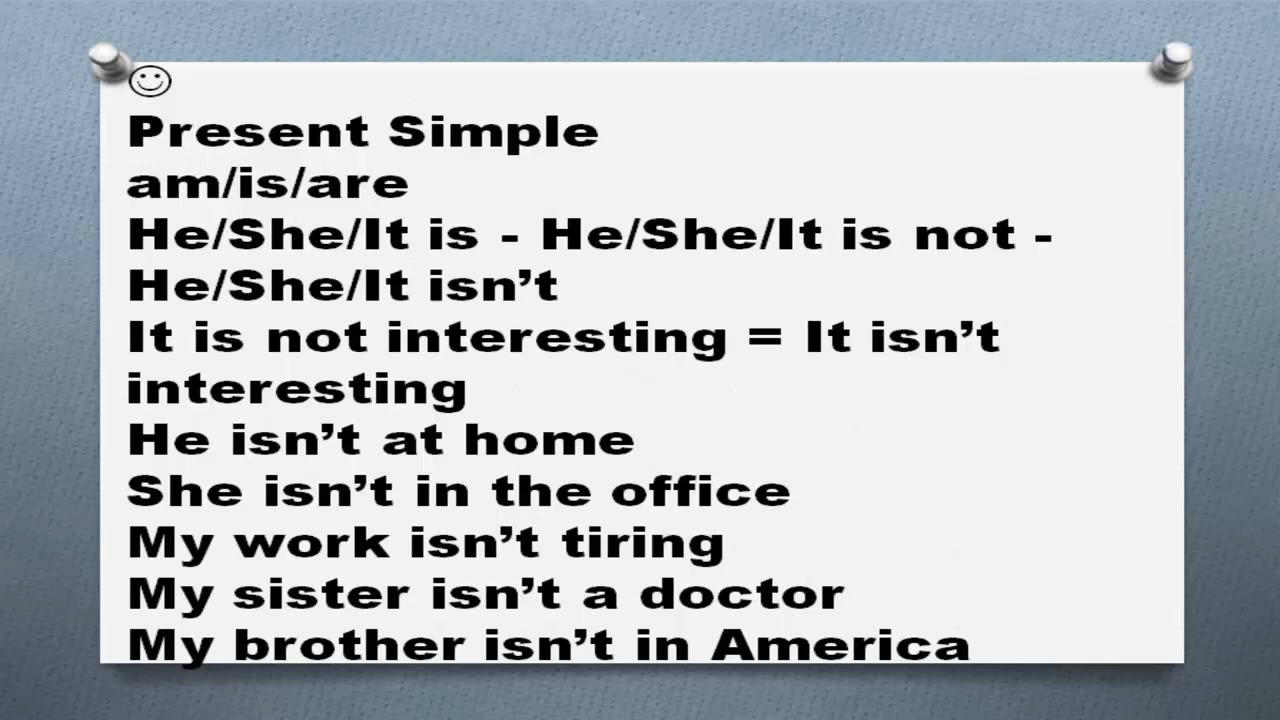 Present Simple
am/is/are
He/She/It is - He/She/It is not -
He/She/It isn’t
It is not interesting = It isn’t
interesting
He isn’t at home
She isn’t in the office
My work isn’t tiring
My sister isn’t a doctor
My brother isn’t in America